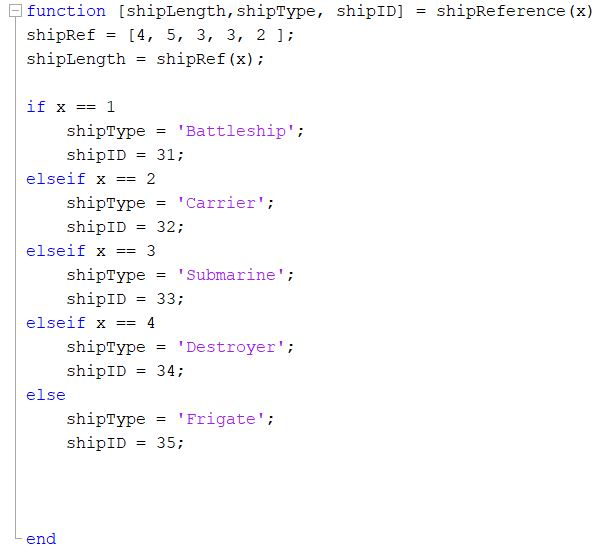 function [shipLength,shipType, shipID] = shipReference(x)
shipRef = [4, 5, 3, 3, 2 ];
shipLength = shipRef(x);
if x == 1
    shipType = 'Battleship';
    shipID = 31;
elseif x == 2
    shipType = 'Carrier';
    shipID = 32;
elseif x == 3
    shipType = 'Submarine';
    shipID = 33;
elseif x == 4
    shipType = 'Destroyer';
    shipID = 34;
else
    shipType = 'Frigate';
    shipID = 35;
end